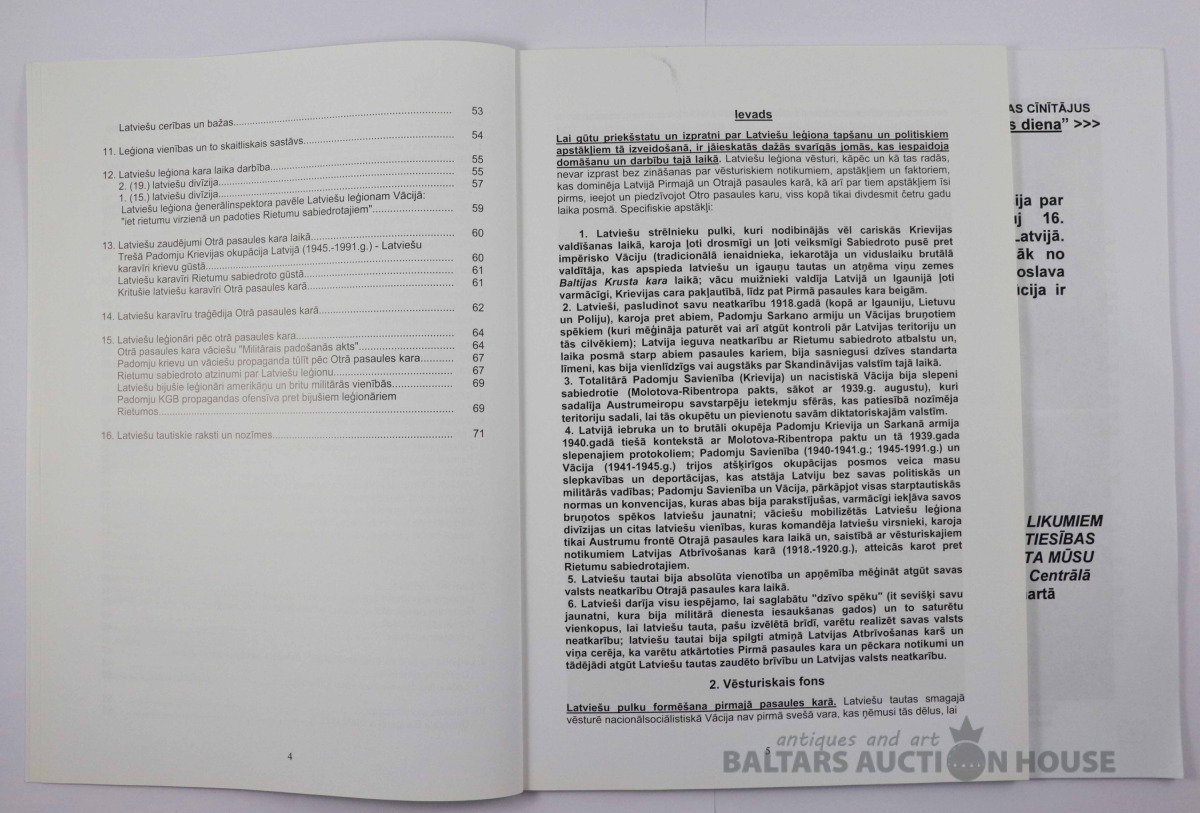 Latviešu cerības un bažas.......... 53
11. Leģiona vienības un to skaitliskais sastāvs.......... 54
12. Latviešu leģiona kara laika darbība.......... 55
2. (19.) latviešu divīzija.......... 55
1. (15.) latviešu divīzija.......... 57
Latviešu leģiona ģenerālinspektora pavēle Latviešu leģionam Vācijā:
"iet rietumu virzienā un padoties Rietumu sabiedrotajiem".......... 59
13. Latviešu zaudējumi Otrā pasaules kara laikā.......... 60
Trešā Padomju Krievijas okupācija Latvijā (1945.-1991.g.) - Latviešu
karavīri krievu gūstā.......... 60
Latviešu karavīri Rietumu sabiedroto gūstā.......... 61
Kritušie latviešu karavīri Otrā pasaules karā.......... 61
14. Latviešu karavīru traģēdija Otrā pasaules karā.......... 62
15. Latviešu leģionāri pēc otrā pasaules kara.......... 64
Otrā pasaules kara vāciešu "Militārais padošanās akts".......... 64
Padomju krievu un vāciešu propaganda tūlīt pēc Otrā pasaules kara.......... 67
Rietumu sabiedroto atzinumi par Latviešu leģionu.......... 67
Latviešu bijušie leģionāri amerikāņu un britu militārās vienībās.......... 69
Padomju KGB propagandas ofensīva pret bijušiem leģionāriem
Rietumos.......... 69
16. Latviešu tautiskie raksti un nozīmes.......... 71
4
Ievads
Lai gūtu priekšstatu un izpratni par Latviešu leģiona tapšanu un politiskiem
apstākļiem tā izveidošanā, ir jāieskatās dažās svarīgās jomās, kas iespaidoja
domāšanu un darbību tajā laikā. Latviešu leģiona vēsturi, kāpēc un kā tas radās,
nevar izprast bez zināšanas par vēsturiskiem notikumiem, apstākļiem un faktoriem,
kas dominēja Latvijā Pirmajā un Otrajā pasaules karā, kā arī par tiem apstākļiem īsi
pirms, ieejot un piedzīvojot Otro pasaules karu, viss kopā tikai divdesmit četru gadu
laika posmā. Specifiskie apstākļi:
1. Latviešu strēlnieku pulki, kuri nodibinājās vēl cariskās Krievijas
valdīšanas laikā, karoja ļoti drosmīgi un ļoti veiksmīgi Sabiedroto pusē pret
impērisko Vāciju (tradicionālā ienaidnieka, iekarotāja un viduslaiku brutālā
valdītāja, kas apspieda latviešu un igauņu tautas un atņēma viņu zemes
Baltijas Krusta kara laikā; vācu muižnieki valdīja Latvijā un Igaunijā ļoti
varmācīgi, Krievijas cara pakļautībā, līdz pat Pirmā pasaules kara beigām.
2. Latvieši, pasludinot savu neatkarību 1918.gadā (kopā ar Igauniju, Lietuvu
un Poliju), karoja pret abiem, Padomju Sarkano armiju un Vācijas bruņotiem
spēkiem (kuri mēģināja paturēt vai arī atgūt kontroli pār Latvijas teritoriju un
tās cilvēkiem); Latvija ieguva neatkarību ar Rietumu sabiedroto atbalstu un,
laika posmā starp abiem pasaules kariem, bija sasniegusi dzīves standarta
līmeni, kas bija vienlīdzīgs vai augstāks par Skandināvijas valstīm tajā laikā.
3. Totalitārā Padomju Savienība (Krievija) un nacistiskā Vācija bija slepeni
sabiedrotie (Molotova-Ribentropa pakts, sākot ar 1939.g. augustu), kuri
sadalīja Austrumeiropu savstarpēju ietekmju sfērās, kas patiesībā nozīmēja
teritoriju sadali, lai tās okupētu un pievienotu savām diktatoriskajām valstīm.
4. Latvijā iebruka un to brutāli okupēja Padomju Krievija un Sarkanā armija
1940.gadā tiešā kontekstā ar Molotova-Ribentropa paktu un tā 1939.gada
slepenajiem protokoliem; Padomju Savienība (1940-1941.g.; 1945-1991.g.) un
Vācija (1941-1945.g.) trijos atšķirīgos okupācijas posmos veica masu
slepkavības un deportācijas, kas atstāja Latviju bez savas politiskās un
militārās vadības; Padomju Savienība un Vācija, pārkāpjot visas starptautiskās
normas un konvencijas, kuras abas bija parakstījušas, varmācīgi iekļāva savos
bruņotos spēkos latviešu jaunatni; vāciešu mobilizētās Latviešu leģiona
divīzijas un citas latviešu vienības, kuras komandēja latviešu virsnieki, karoja
tikai Austrumu frontē Otrajā pasaules kara laikā un, saistībā ar vēsturiskajiem
notikumiem Latvijas Atbrīvošanas karā (1918.-1920.g.), atteicās karot pret
Rietumu sabiedrotajiem.
5. Latviešu tautai bija absolūta vienotība un apņēmība mēģināt atgūt savas
valsts neatkarību Otrajā pasaules kara laikā.
6. Latvieši darīja visu iespējamo, lai saglabātu "dzīvo spēku" (it sevišķi savu
jaunatni, kura bija militārā dienesta iesaukšanas gados) un to saturētu
vienkopus, lai latviešu tauta, pašu izvēlētā brīdī, varētu realizēt savas valsts
neatkarību; latviešu tautai bija spilgti atmiņā Latvijas Atbrīvošanas karš un
viņa cerēja, ka varētu atkārtoties Pirmā pasaules kara un pēckara notikumi un
tādējādi atgūt Latviešu tautas zaudēto brīvību un Latvijas valsts neatkarību.
2. Vēsturiskais fons
Latviešu pulku formēšana pirmajā pasaules karā. Latviešu tautas smagajā
vēsturē nacionālsociālistiskā Vācija nav pirmā svešā vara, kas ņēmusi tās dēlus, lai
5
AS CĪNĪTĀJUS
s diena" >>>
ija par
uj 16.
Latvijā.
āk no
oslava
ācija ir
LIKUMIEM
TIESĪBAS
TA MŪSU
Centrālā
martā
antiques and art
BALTARS AUCTION HOUSE